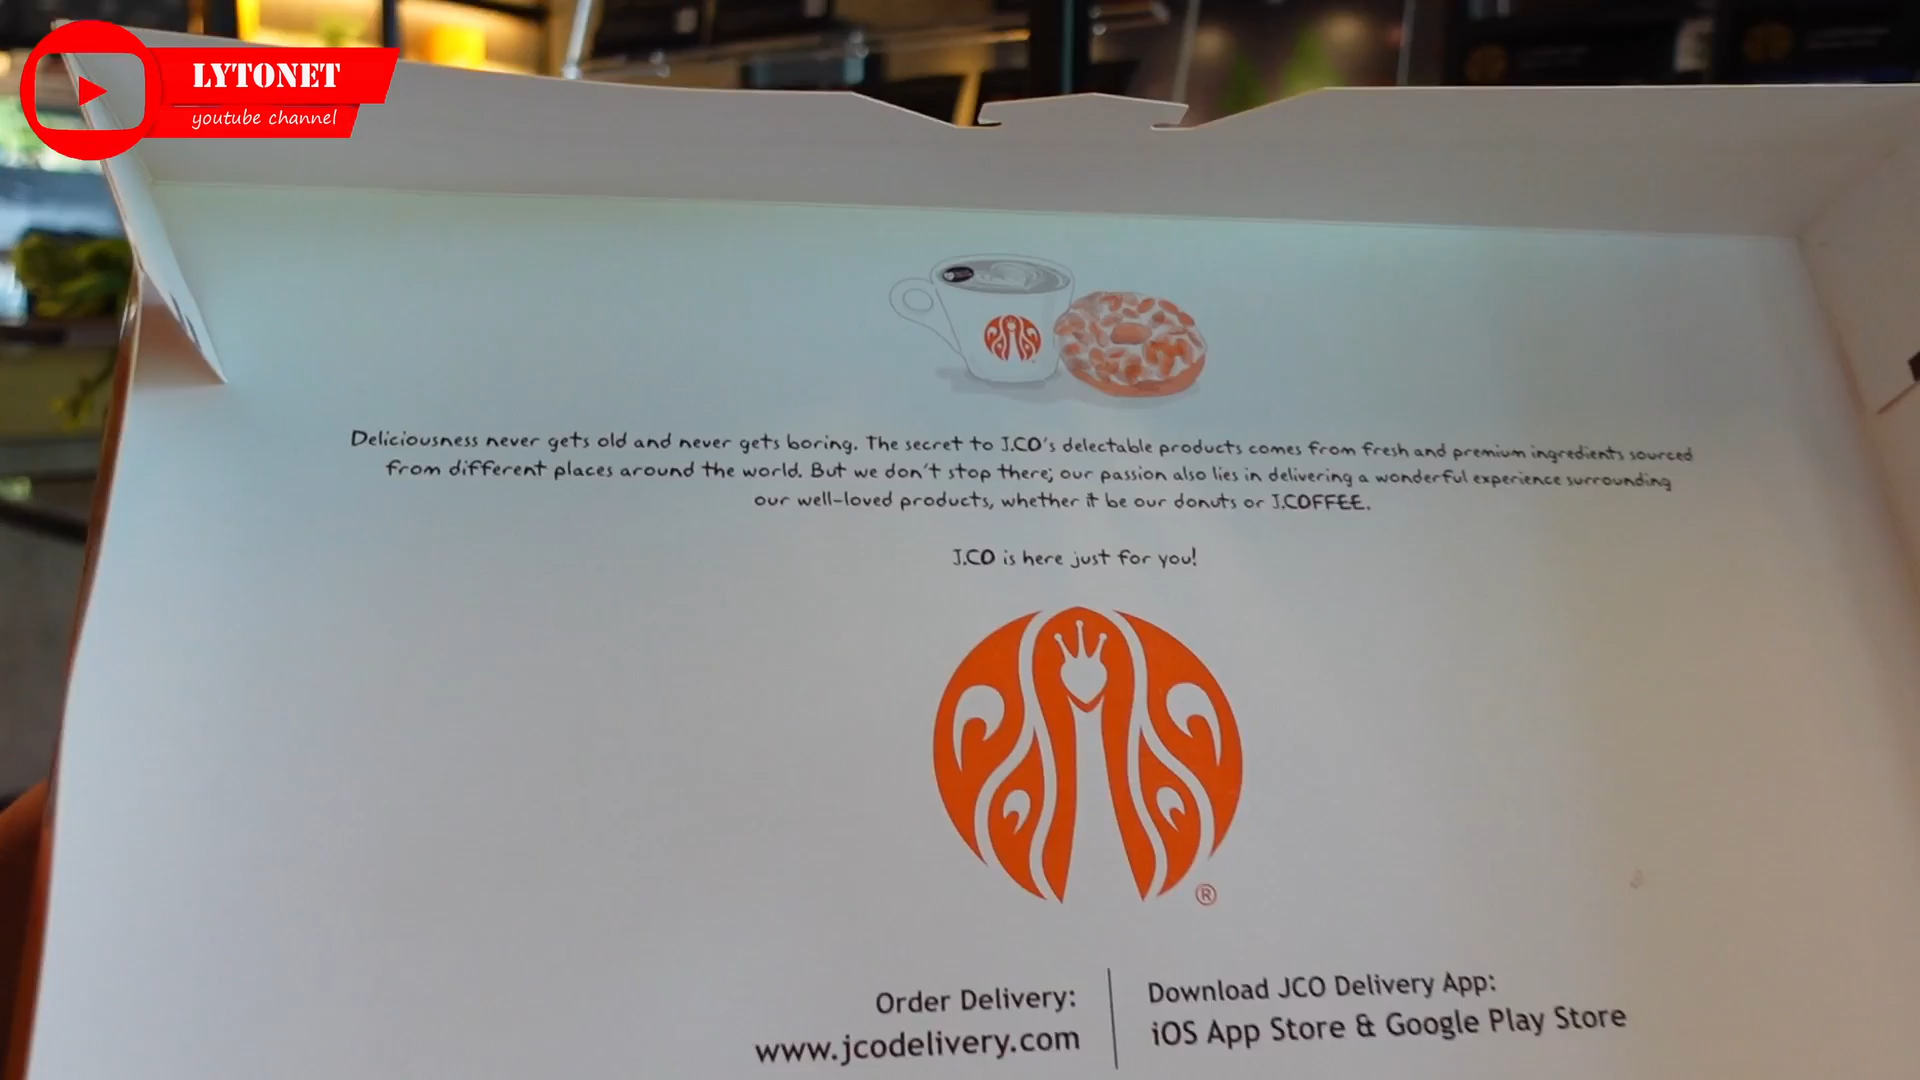 LYTONET
youtube channel
Deliciousness never gets old and never gets boring. The secret to J.CO's delectable products comes from fresh and premium ingredients sourced
from different places around the world. But we don't stop there; our passion also lies in delivering a wonderful experience surrounding
our well-loved products, whether it be our donuts or J.COFFEE.
J.CO is here just for you!
®
Order Delivery:
www.jcodelivery.com
Download JCO Delivery App:
iOS App Store & Google Play Store